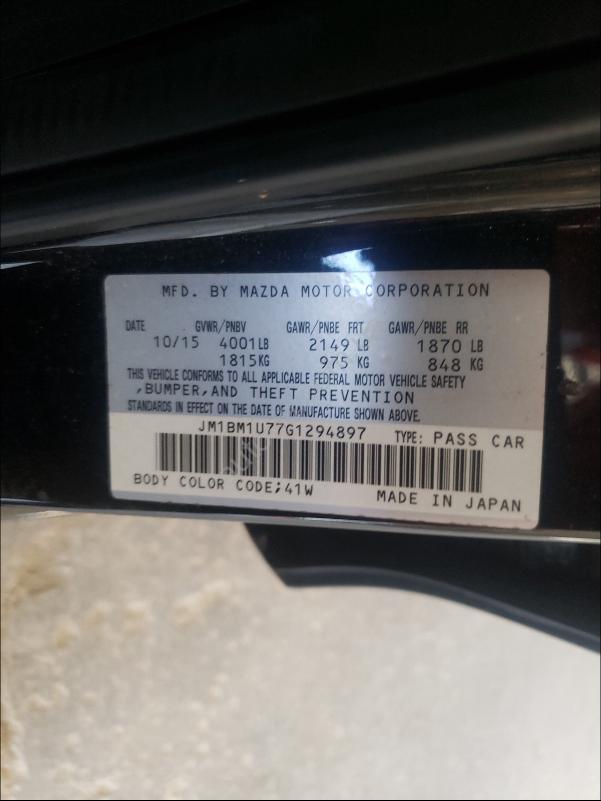 MFD. BY MAZDA MOTOR CORPORATION
DATE GVWR/PNBV GAWR/PNBE FRT GAWR/PNBE RR
10/15 4001LB 2149 LB 1870 LB
1815KG 975 KG 848 KG
THIS VEHICLE CONFORMS TO ALL APPLICABLE FEDERAL MOTOR VEHICLE SAFETY
,BUMPER,AND THEFT PREVENTION
STANDARDS IN EFFECT ON THE DATE OF MANUFACTURE SHOWN ABOVE.
JM1BM1U77G1294897 TYPE: PASS CAR
BODY COLOR CODE;41W MADE IN JAPAN